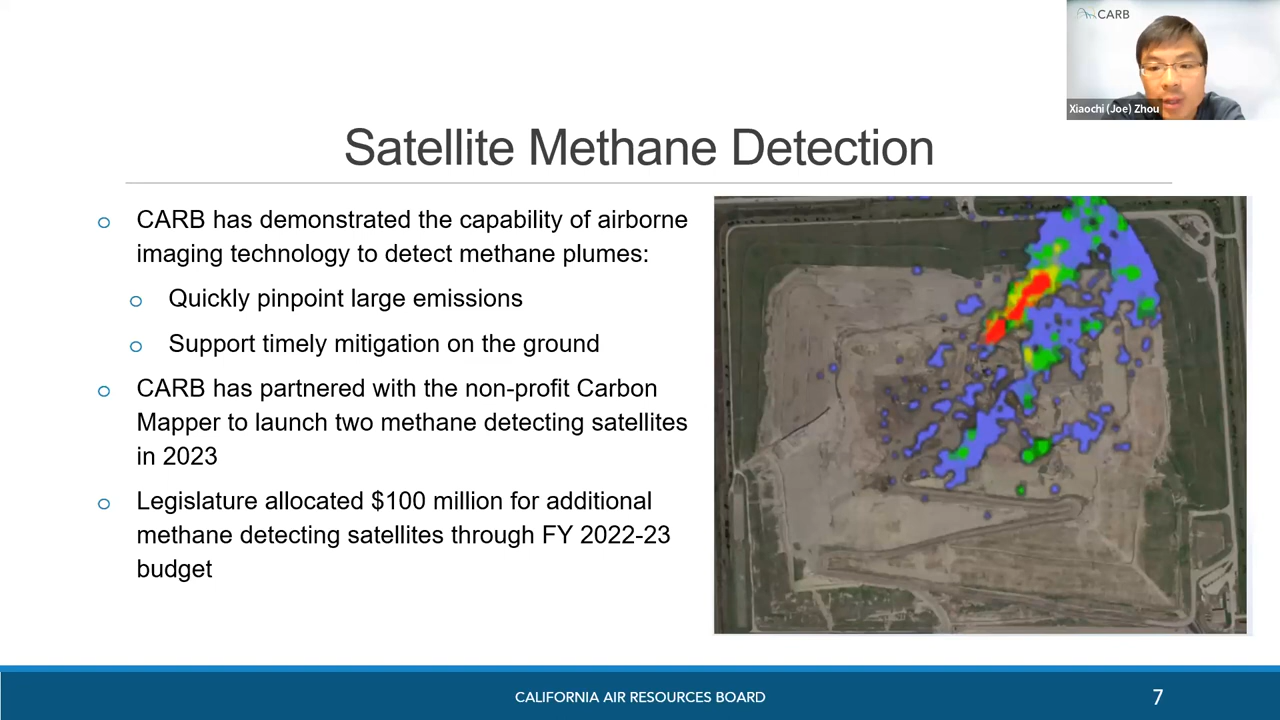 CARB
Xiaochi (Joe) Zhou
Satellite Methane Detection
CARB has demonstrated the capability of airborne
imaging technology to detect methane plumes:
Quickly pinpoint large emissions
Support timely mitigation on the ground
CARB has partnered with the non-profit Carbon
Mapper to launch two methane detecting satellites
in 2023
Legislature allocated $100 million for additional
methane detecting satellites through FY 2022-23
budget
CALIFORNIA AIR RESOURCES BOARD
7